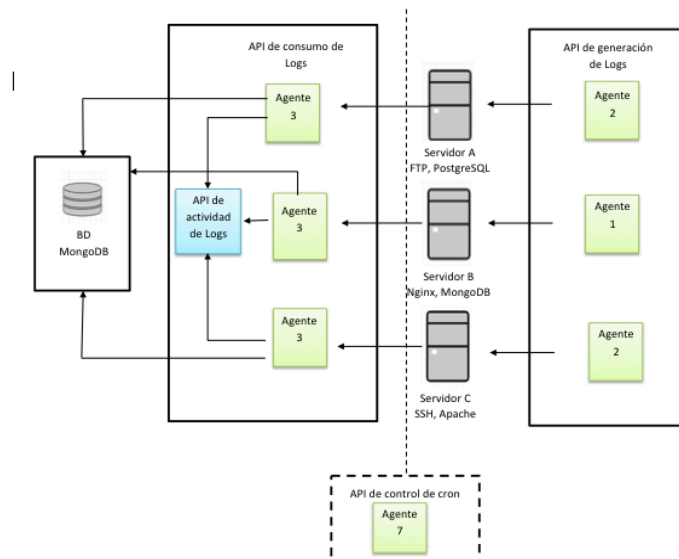 API de consumo de
Logs
Agente
3
Agente
3
Agente
3
API de
actividad
de Logs
BD
MongoDB
Servidor A
FTP, PostgreSQL
Servidor B
Nginx, MongoDB
Servidor C
SSH, Apache
API de generación
de Logs
Agente
2
Agente
1
Agente
2
API de control de cron
Agente
7